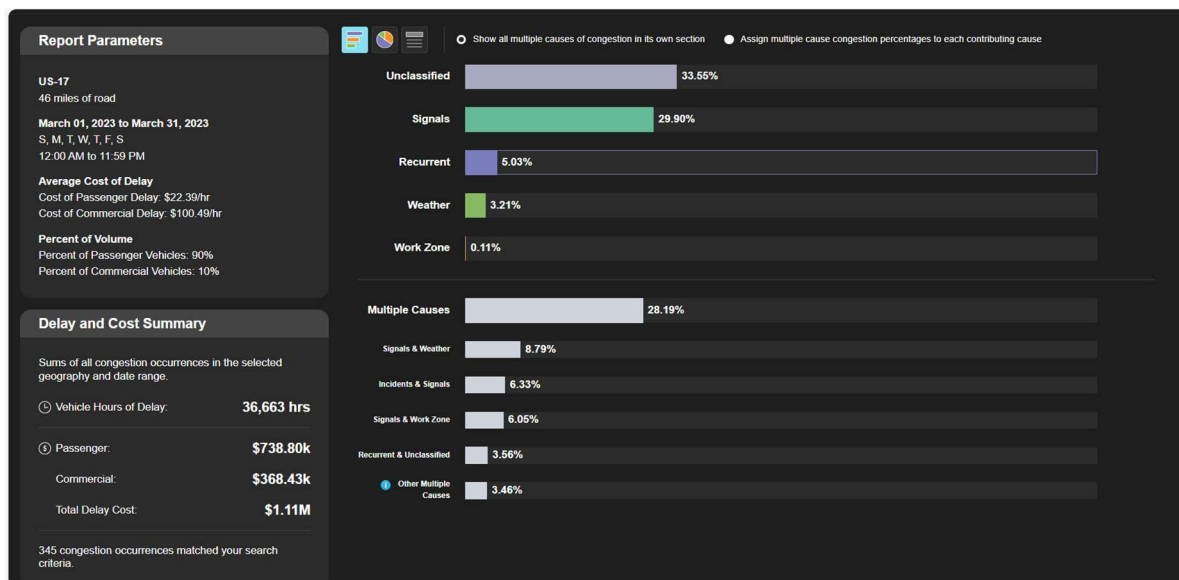 Report Parameters
US-17
46 miles of road
March 01, 2023 to March 31, 2023
S, M, T, W, T, F, S
12:00 AM to 11:59 PM
Average Cost of Delay
Cost of Passenger Delay: $22.39/hr
Cost of Commercial Delay: $100.49/hr
Percent of Volume
Percent of Passenger Vehicles: 90%
Percent of Commercial Vehicles: 10%
Delay and Cost Summary
Sums of all congestion occurrences in the selected
geography and date range.
Vehicle Hours of Delay: 36,663 hrs
$ Passenger: $738.80k
Commercial: $368.43k
Total Delay Cost: $1.11M
345 congestion occurrences matched your search
criteria.
Show all multiple causes of congestion in its own section
Assign multiple cause congestion percentages to each contributing cause
Unclassified 33.55%
Signals 29.90%
Recurrent 5.03%
Weather 3.21%
Work Zone 0.11%
Multiple Causes 28.19%
Signals & Weather 8.79%
Incidents & Signals 6.33%
Signals & Work Zone 6.05%
Recurrent & Unclassified 3.56%
i Other Multiple
Causes 3.46%